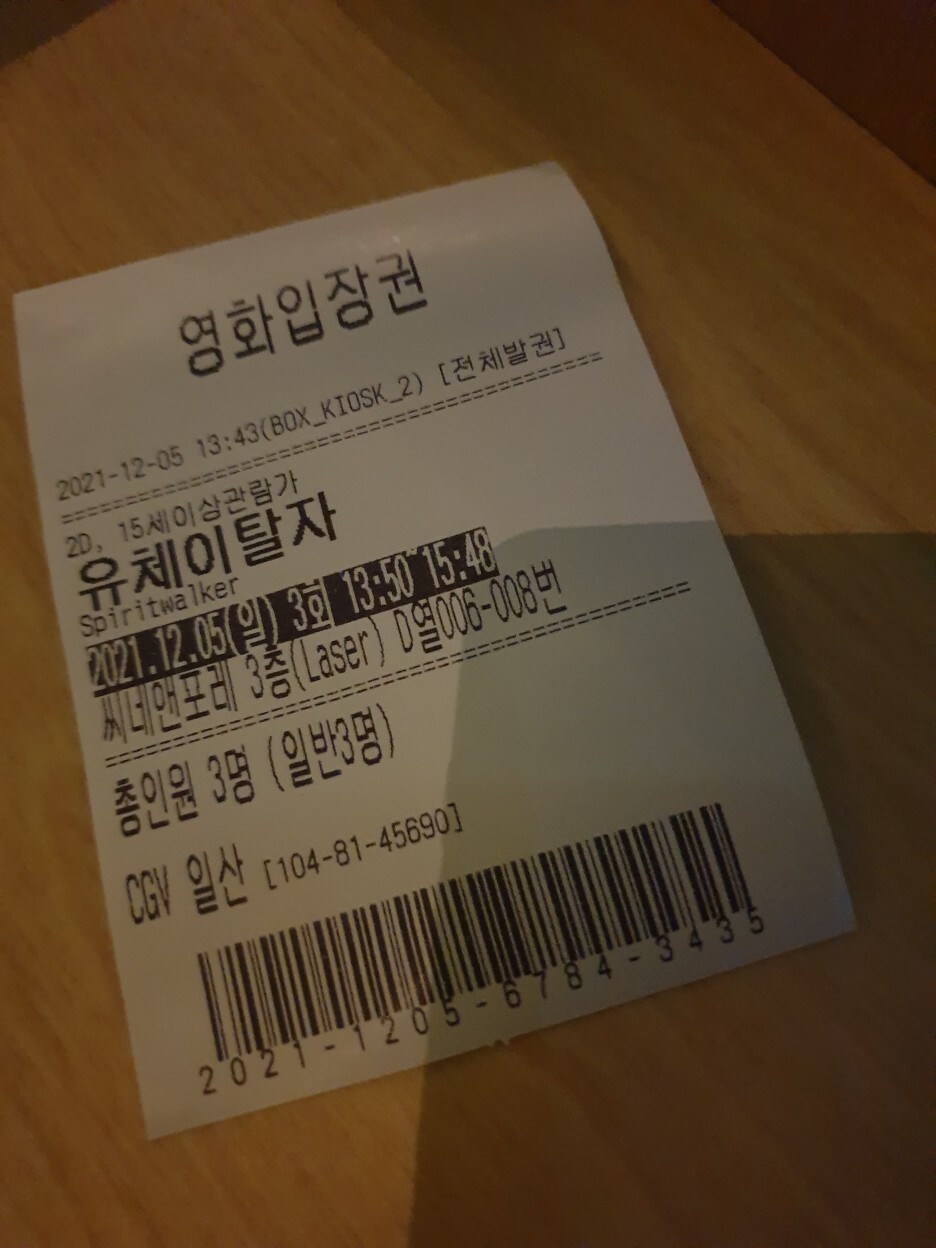 영화입장권
2021-12-05 13:43(BOX_KIOSK_2) [전체발권]
================================================
2D, 15세이상관람가
유체이탈자
Spiritwalker
2021.12.05(일) 3회 13:50~15:48
씨네앤포레 3층(Laser) D열006-008번
================================================
총인원 3명 (일반3명)
CGV 일산 [104-81-45690]
2021-1205-6784-3435